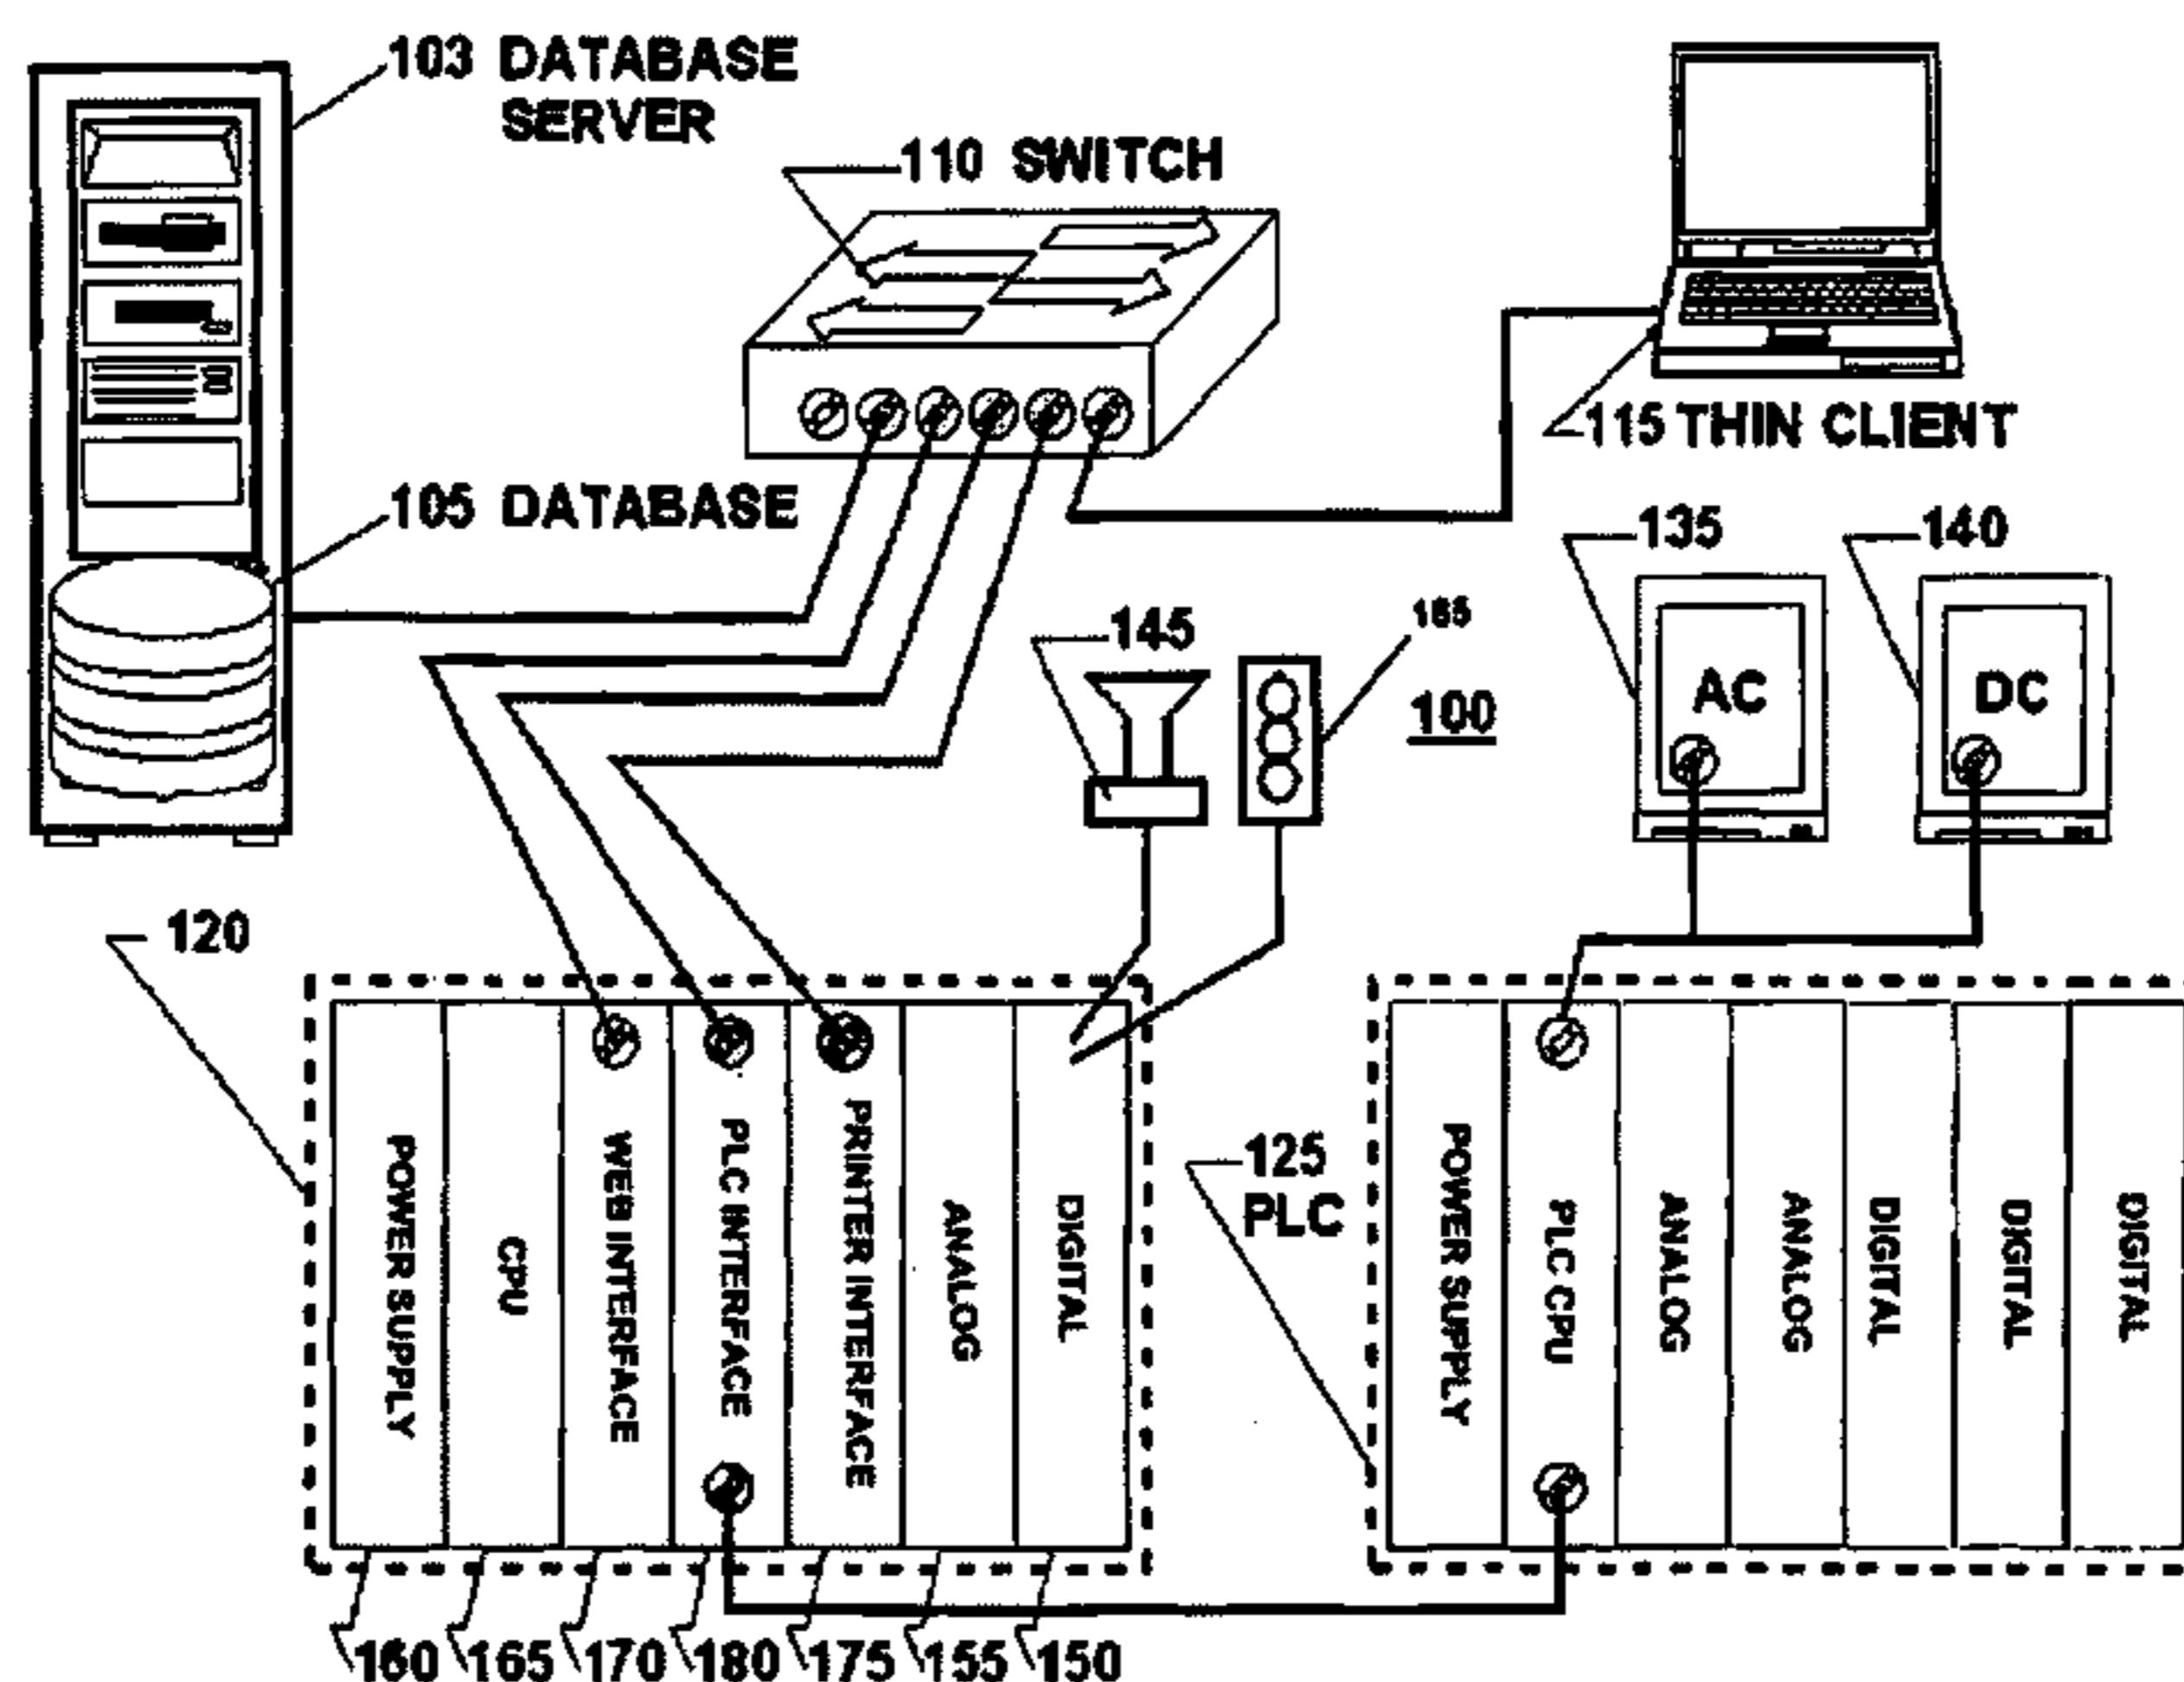 103 DATABASE
SERVER
110 SWITCH
115 THIN CLIENT
105 DATABASE
135
140
145
100
AC
DC
120
125
PLC
POWER SUPPLY
CPU
WEB INTERFACE
PLC INTERFACE
PRINTER INTERFACE
ANALOG
DIGITAL
POWER SUPPLY
PLC CPU
ANALOG
ANALOG
DIGITAL
DIGITAL
DIGITAL
160
165
170
180
175
155
150